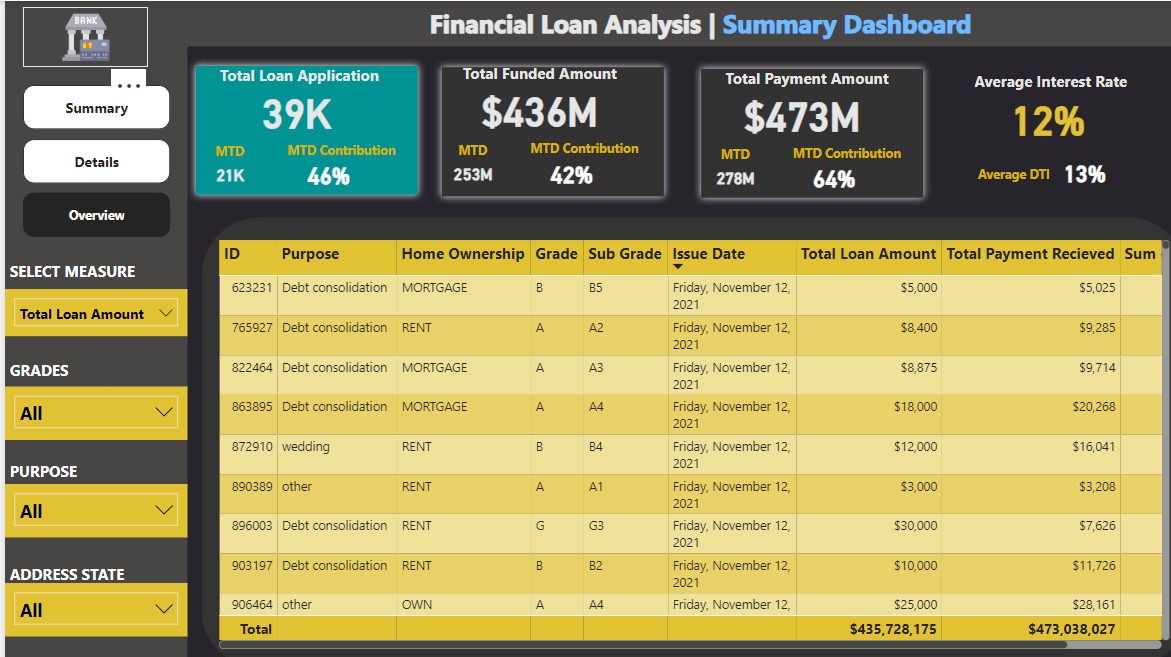 BANK
Financial Loan Analysis | Summary Dashboard
...
Summary
Details
Overview
SELECT MEASURE
Total Loan Amount
GRADES
All
PURPOSE
All
ADDRESS STATE
All
Total Loan Application
39K
MTD MTD Contribution
21K 46%
Total Funded Amount
$436M
MTD MTD Contribution
253M 42%
Total Payment Amount
$473M
MTD MTD Contribution
278M 64%
Average Interest Rate
12%
Average DTI 13%
ID Purpose Home Ownership Grade Sub Grade Issue Date Total Loan Amount Total Payment Recieved Sum
623231 Debt consolidation MORTGAGE B B5 Friday, November 12, $5,000 $5,025
2021
765927 Debt consolidation RENT A A2 Friday, November 12, $8,400 $9,285
2021
822464 Debt consolidation MORTGAGE A A3 Friday, November 12, $8,875 $9,714
2021
863895 Debt consolidation MORTGAGE A A4 Friday, November 12, $18,000 $20,268
2021
872910 wedding RENT B B4 Friday, November 12, $12,000 $16,041
2021
890389 other RENT A A1 Friday, November 12, $3,000 $3,208
2021
896003 Debt consolidation RENT G G3 Friday, November 12, $30,000 $7,626
2021
903197 Debt consolidation RENT B B2 Friday, November 12, $10,000 $11,726
2021
906464 other OWN A A4 Friday, November 12, $25,000 $28,161
Total $435,728,175 $473,038,027